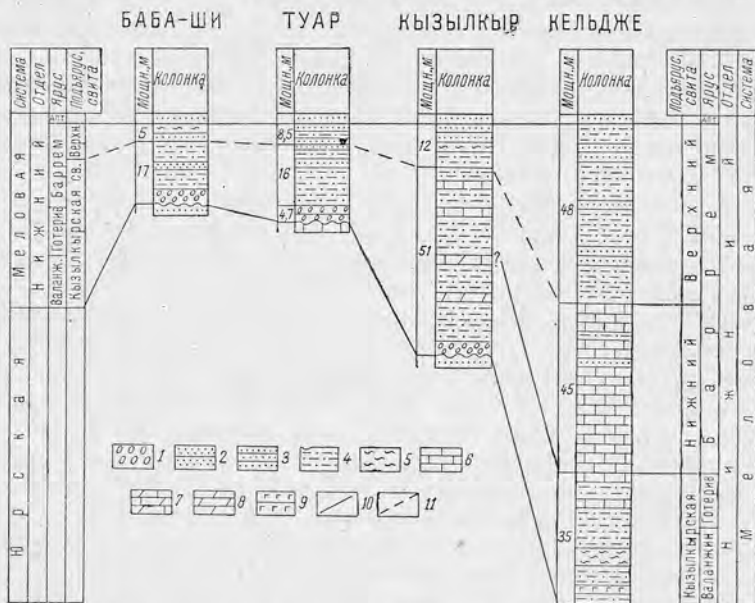 БАБА-ШИ ТУАР КЫЗЫЛКЫР КЕЛЬДЖЕ
Система
Отдел
Ярус
Подъярус, свита
Мощн., м
Колонка
Мощн., м
Колонка
Мощн., м
Колонка
Мощн., м
Колонка
Подъярус, свита
Ярус
Отдел
Система
Меловая
Юрская
Нижний
Апт
Баррем
Готерив
Валанж.
Верхн.
Кызылкырская св.
5
17
8,5
16
4,7
12
51
?
48
45
35
Верхний
Нижний
Кызылкырская
Апт
Баррем
Готерив
Валанжин
Нижний
Меловая
1 2 3 4 5 6
7 8 9 10 11